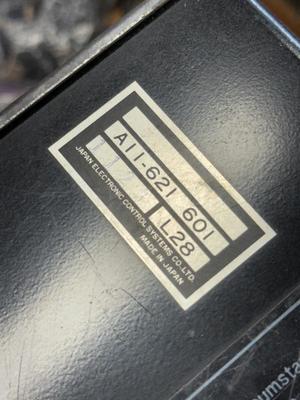 A11-621 601
L28
JAPAN ELECTRONIC CONTROL SYSTEMS CO.,LTD.
MADE IN JAPAN